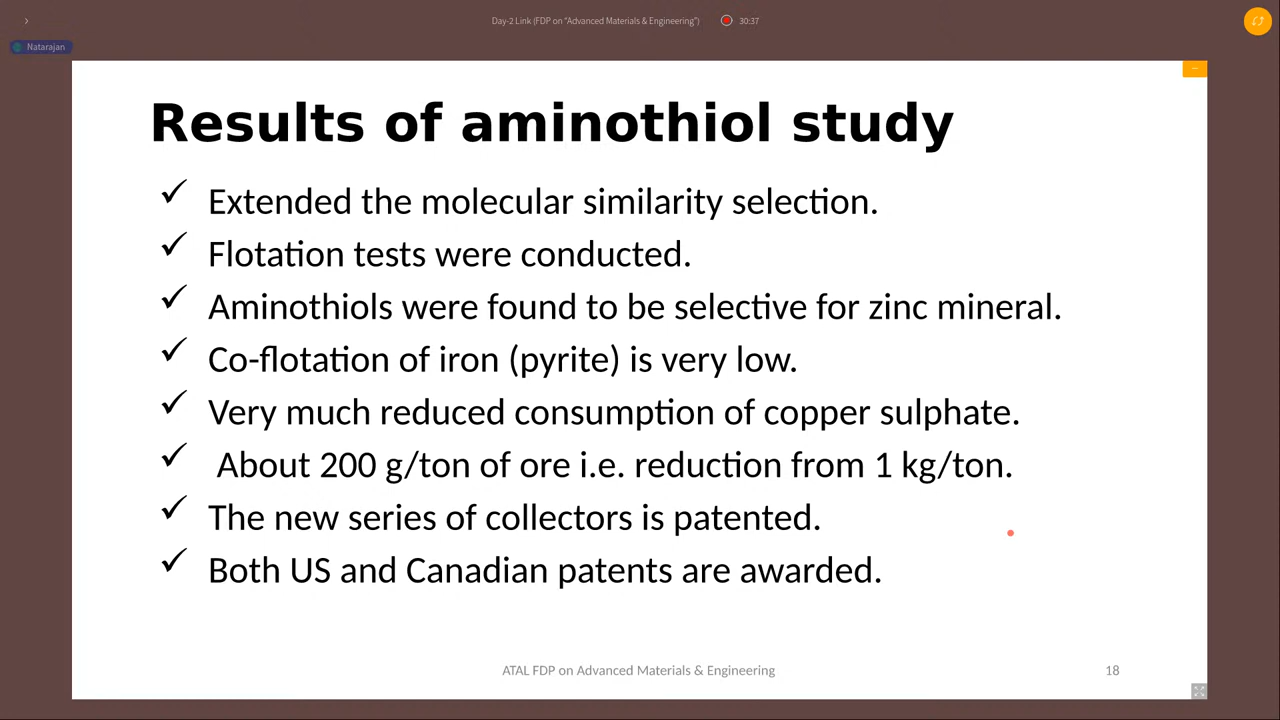 Day-2 Link (FDP on "Advanced Materials & Engineering")
30:37
Natarajan
Results of aminothiol study
✓ Extended the molecular similarity selection.
✓ Flotation tests were conducted.
✓ Aminothiols were found to be selective for zinc mineral.
✓ Co-flotation of iron (pyrite) is very low.
✓ Very much reduced consumption of copper sulphate.
✓ About 200 g/ton of ore i.e. reduction from 1 kg/ton.
✓ The new series of collectors is patented.
✓ Both US and Canadian patents are awarded.
ATAL FDP on Advanced Materials & Engineering
18